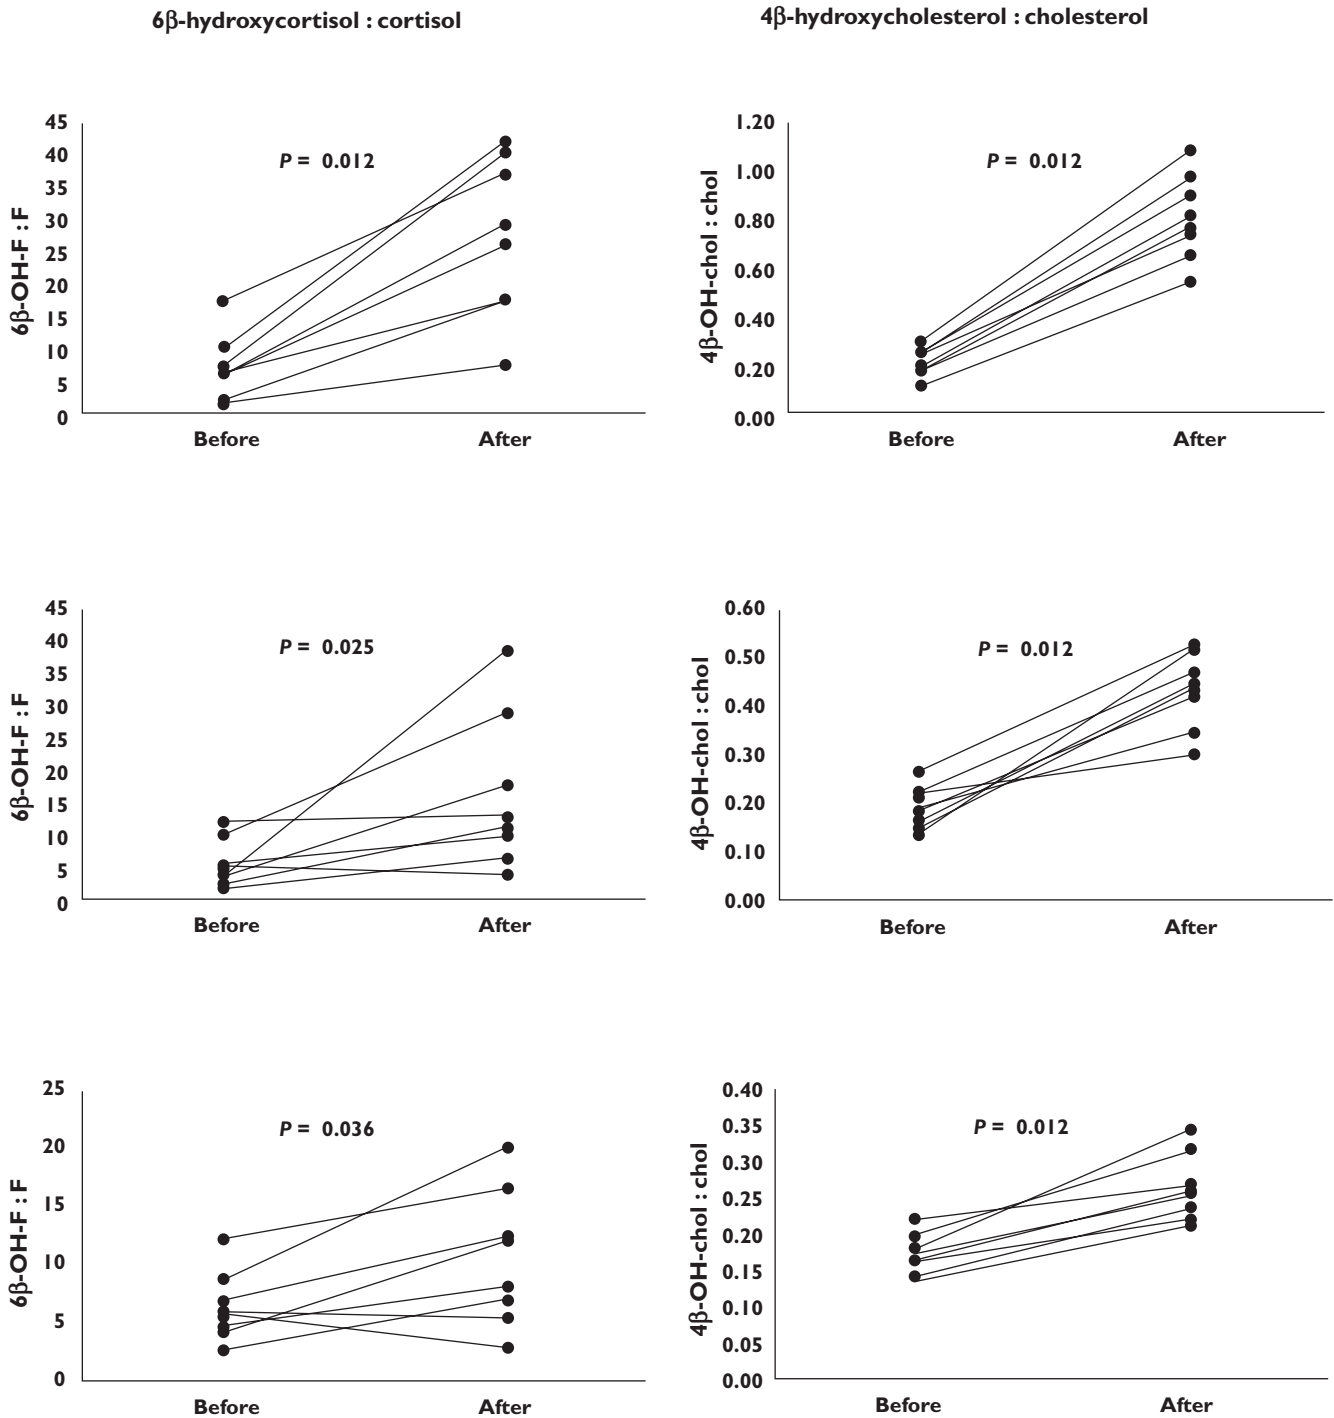 6β-hydroxycortisol : cortisol
4β-hydroxycholesterol : cholesterol
6β-OH-F : F
45
40
35
30
25
20
15
10
5
0
P = 0.012
Before
After
4β-OH-chol : chol
1.20
1.00
0.80
0.60
0.40
0.20
0.00
P = 0.012
Before
After
6β-OH-F : F
45
40
35
30
25
20
15
10
5
0
P = 0.025
Before
After
4β-OH-chol : chol
0.60
0.50
0.40
0.30
0.20
0.10
0.00
P = 0.012
Before
After
6β-OH-F : F
25
20
15
10
5
0
P = 0.036
Before
After
4β-OH-chol : chol
0.40
0.35
0.30
0.25
0.20
0.15
0.10
0.05
0.00
P = 0.012
Before
After